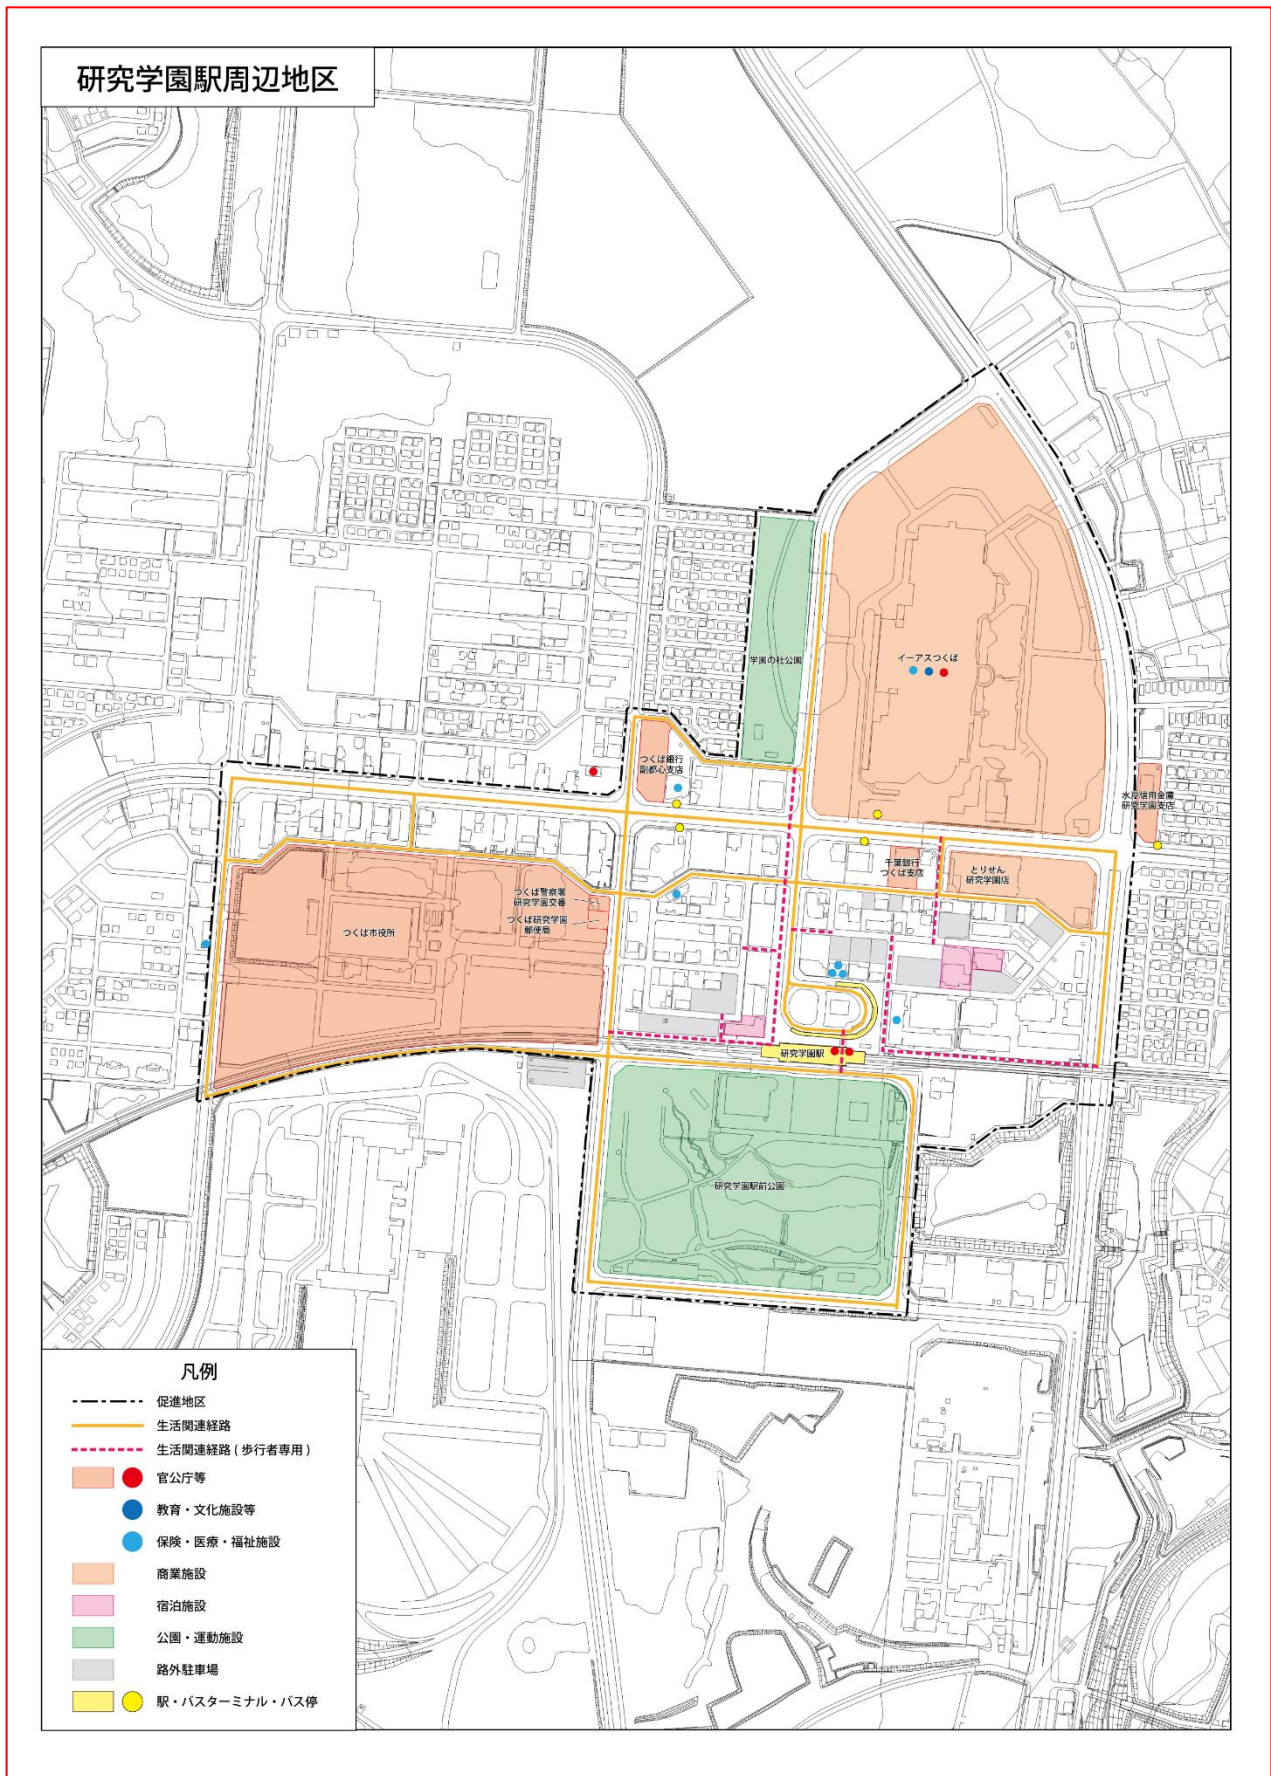 研究学園駅周辺地区
学園の杜公園
イーアスつくば
つくば銀行
副都心支店
水戸信用金庫
研究学園支店
千葉銀行
つくば支店
とりせん
研究学園店
つくば警察署
研究学園交番
つくば研究学園
郵便局
つくば市役所
研究学園駅
研究学園駅前公園
凡例
促進地区
生活関連経路
生活関連経路(歩行者専用)
官公庁等
教育・文化施設等
保険・医療・福祉施設
商業施設
宿泊施設
公園・運動施設
路外駐車場
駅・バスターミナル・バス停